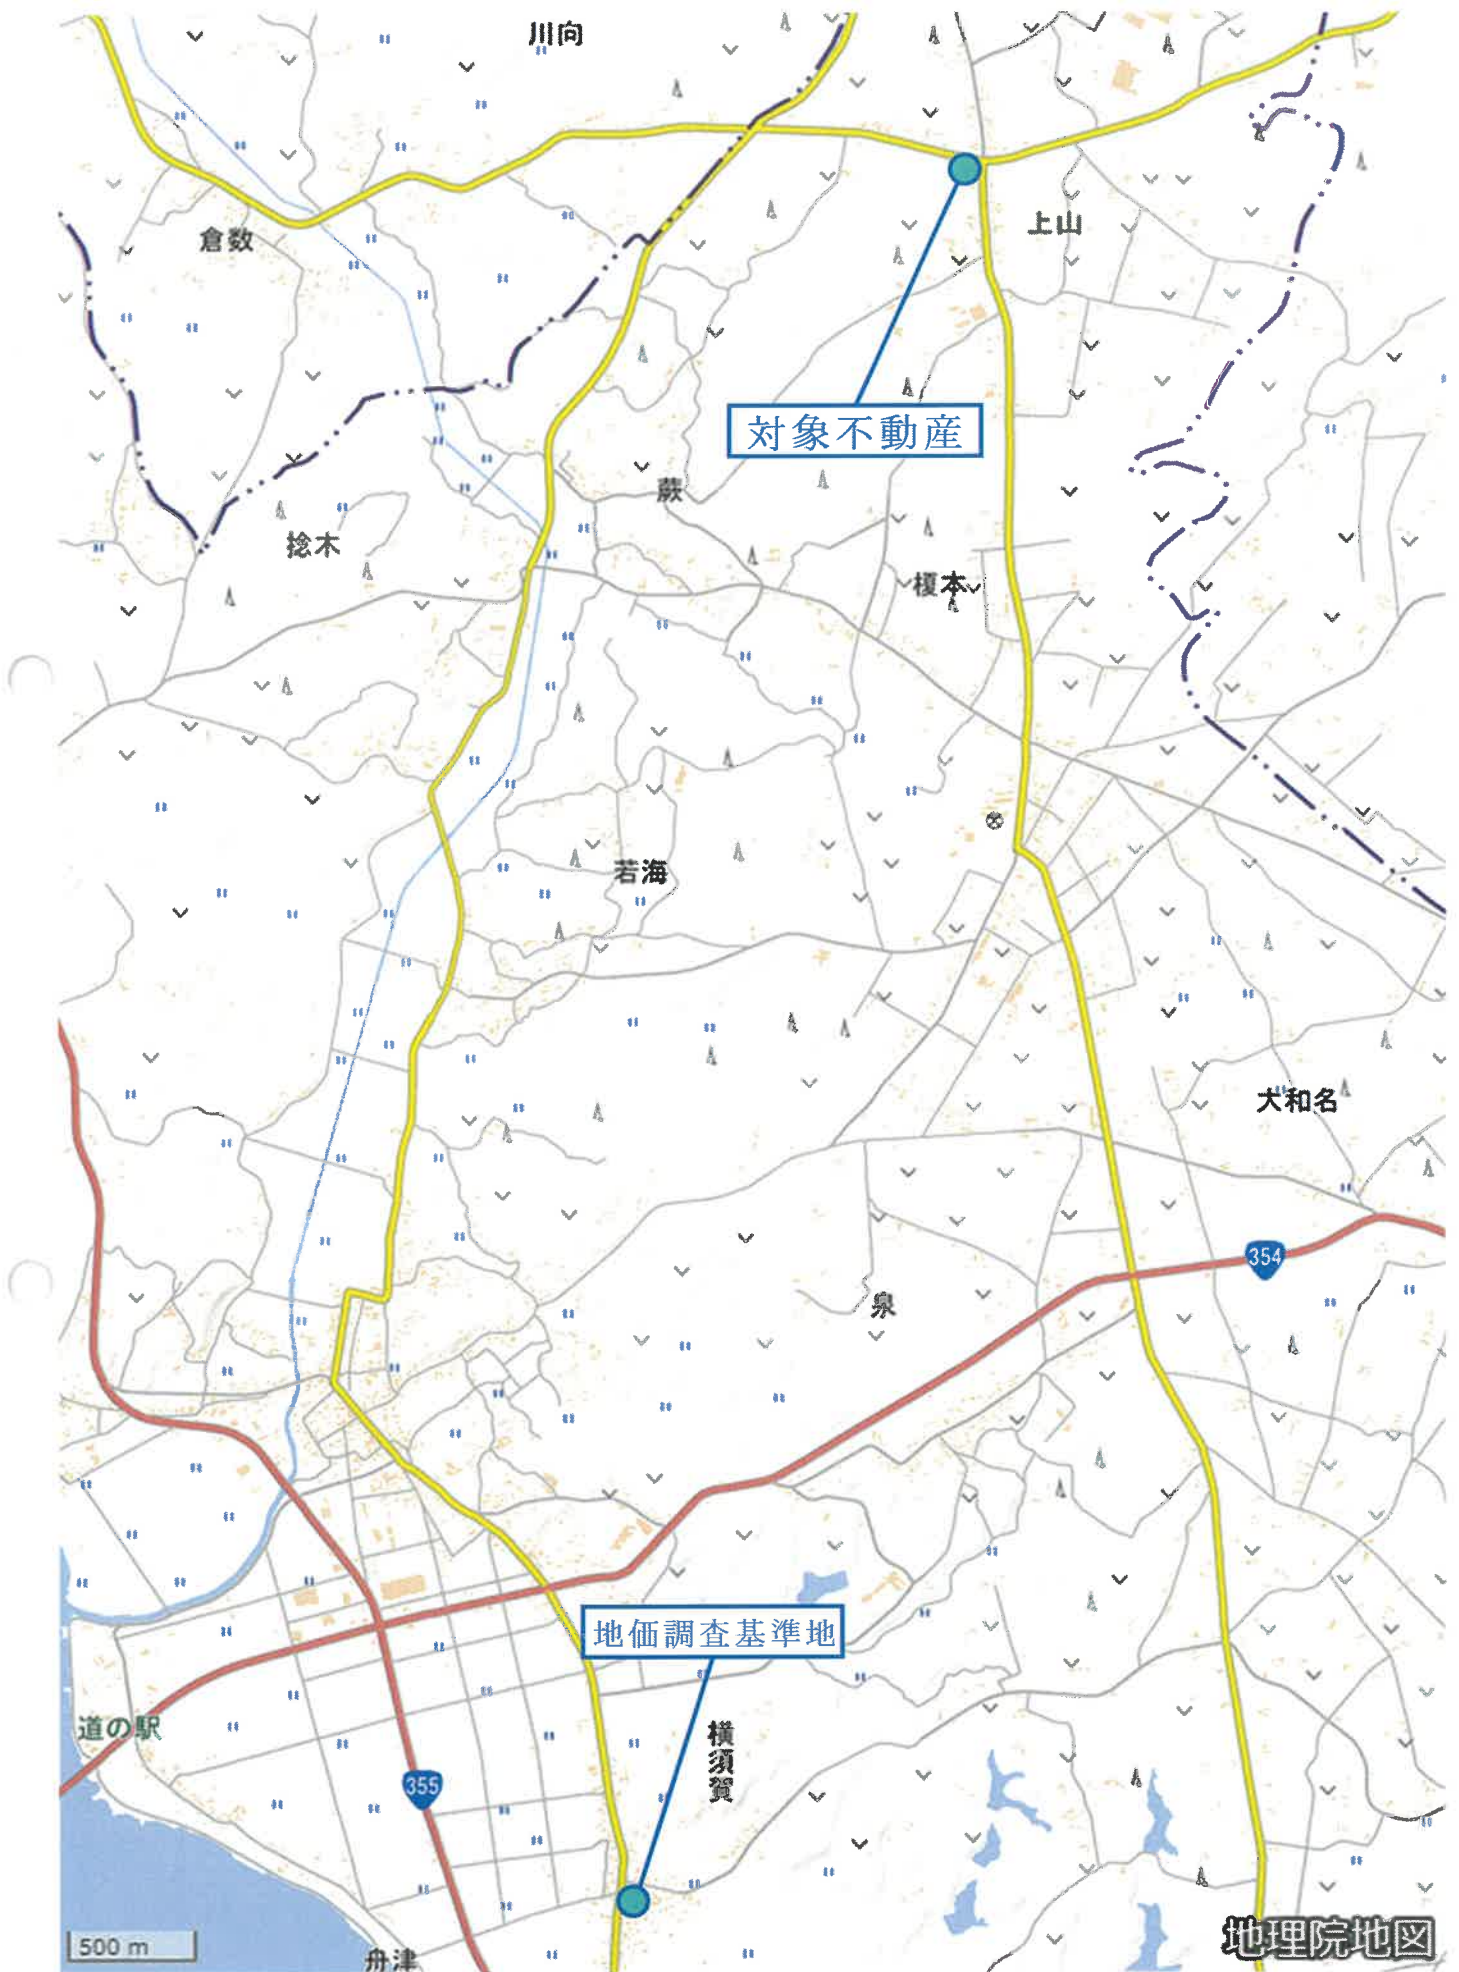 川向
倉数
上山
対象不動産
蕨
捻木
榎本
若海
大和名
354
泉
地価調査基準地
道の駅
横須賀
355
500 m
舟津
地理院地図